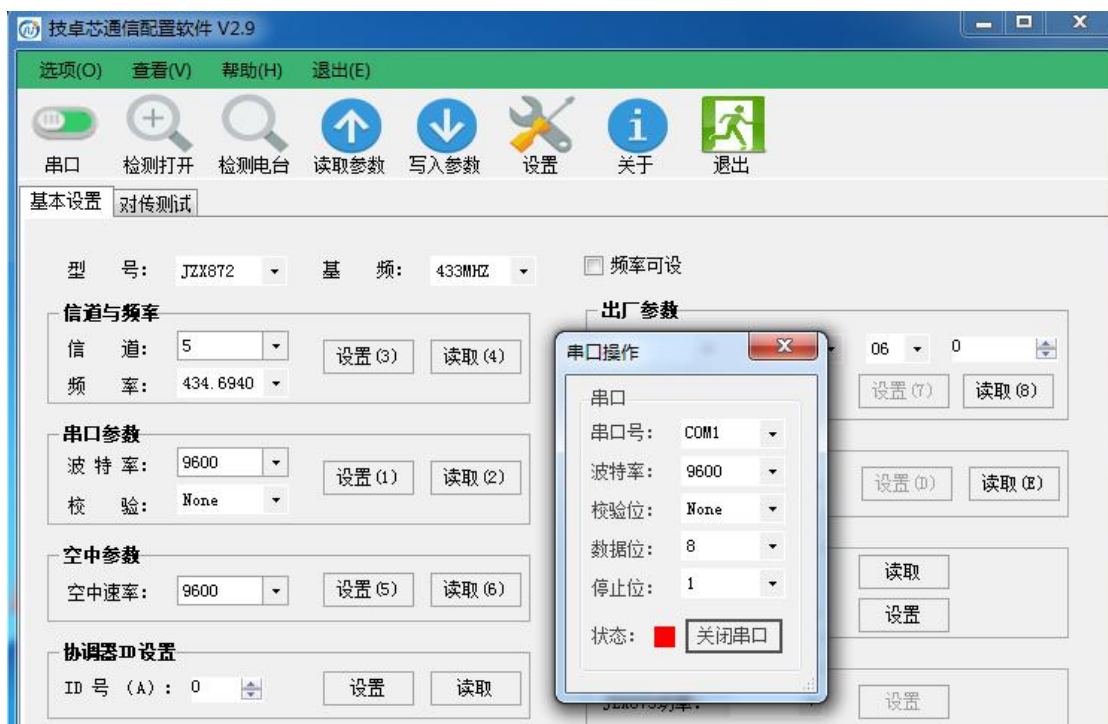 技卓芯通信配置软件 V2.9
选项(O) 查看(V) 帮助(H) 退出(E)
串口 检测打开 检测电台 读取参数 写入参数 设置 关于 退出
基本设置 对传测试
型 号: JZX872 基 频: 433MHZ 频率可设
信道与频率
信 道: 5 设置(3) 读取(4)
频 率: 434.6940
串口参数
波 特 率: 9600 设置(1) 读取(2)
校 验: None
空中参数
空中速率: 9600 设置(5) 读取(6)
协调器ID设置
ID 号 (A): 0 设置 读取
出厂参数
06 0
设置(7) 读取(8)
设置(D) 读取(E)
读取
设置
设置
串口操作
串口
串口号: COM1
波特率: 9600
校验位: None
数据位: 8
停止位: 1
状态: 关闭串口